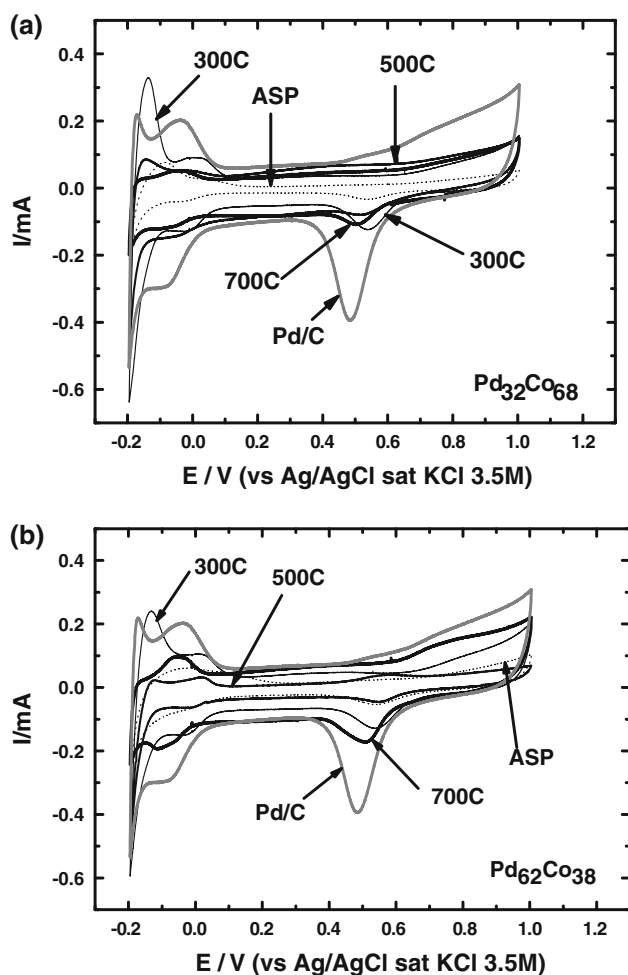 (a)
300C
500C
ASP
0.4
0.2
0.0
-0.2
-0.4
-0.6
I/mA
700C
300C
Pd/C
Pd32Co68
-0.2 0.0 0.2 0.4 0.6 0.8 1.0 1.2
E / V (vs Ag/AgCl sat KCl 3.5M)
(b)
300C
500C
0.4
0.2
0.0
-0.2
-0.4
-0.6
I/mA
ASP
700C
Pd/C
Pd62Co38
-0.2 0.0 0.2 0.4 0.6 0.8 1.0 1.2
E / V (vs Ag/AgCl sat KCl 3.5M)